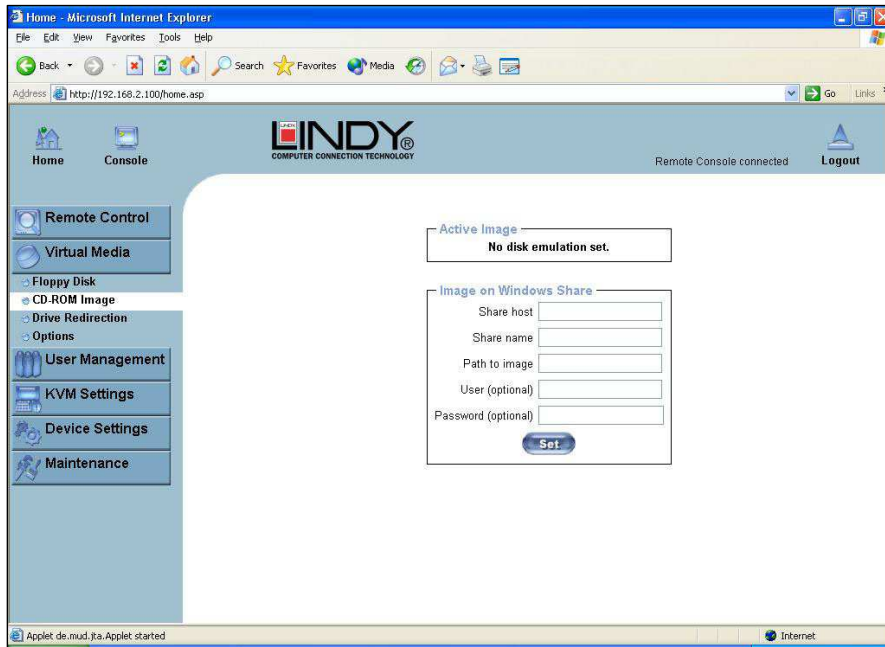 Home - Microsoft Internet Explorer
File Edit View Favorites Tools Help
Back Search Favorites Media
Address http://192.168.2.100/home.asp Go Links
Home Console
LINDY®
COMPUTER CONNECTION TECHNOLOGY
Remote Console connected Logout
Remote Control
Virtual Media
Floppy Disk
CD-ROM Image
Drive Redirection
Options
User Management
KVM Settings
Device Settings
Maintenance
Active Image
No disk emulation set.
Image on Windows Share
Share host
Share name
Path to image
User (optional)
Password (optional)
Set
Applet de.mud.jta.Applet started Internet